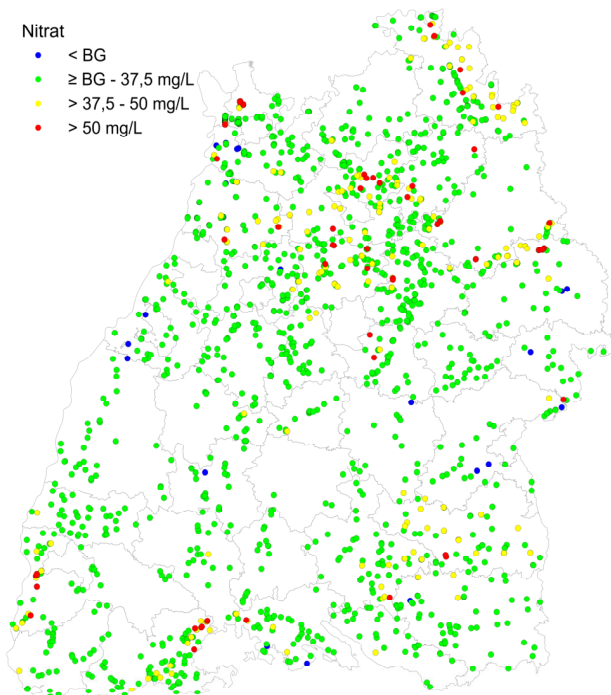 Nitrat
< BG
≥ BG - 37,5 mg/L
> 37,5 - 50 mg/L
> 50 mg/L